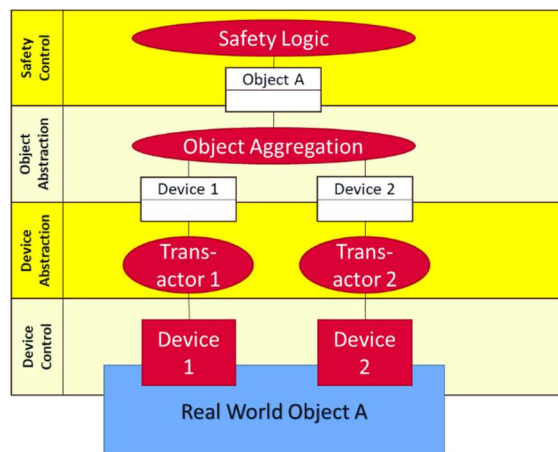 Safety
Control
Safety Logic
Object A
Object
Abstraction
Object Aggregation
Device 1
Device 2
Device
Abstraction
Trans-
actor 1
Trans-
actor 2
Device
Control
Device
1
Device
2
Real World Object A